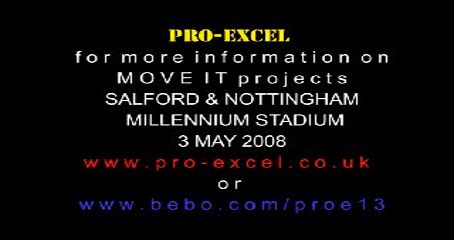 PRO-EXCEL
for more information on
MOVE IT projects
SALFORD & NOTTINGHAM
MILLENNIUM STADIUM
3 MAY 2008
www.pro-excel.co.uk
or
www.bebo.com/proe13